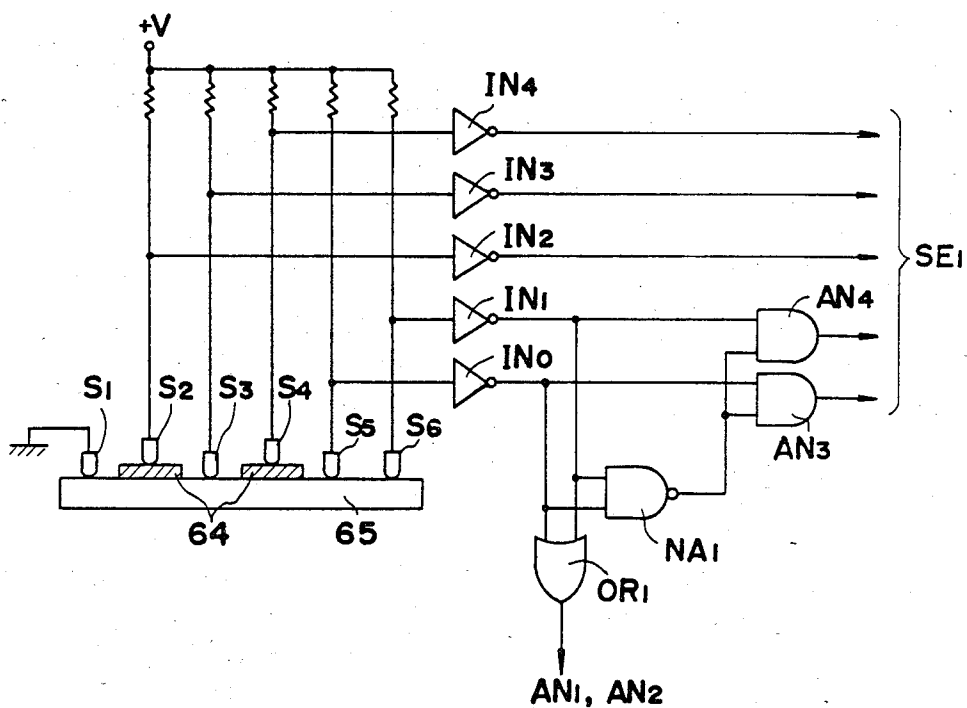 +V
IN4
IN3
IN2
SE1
IN1
AN4
IN0
S1 S2 S3 S4
S5 S6
AN3
64 65
NA1
OR1
AN1, AN2